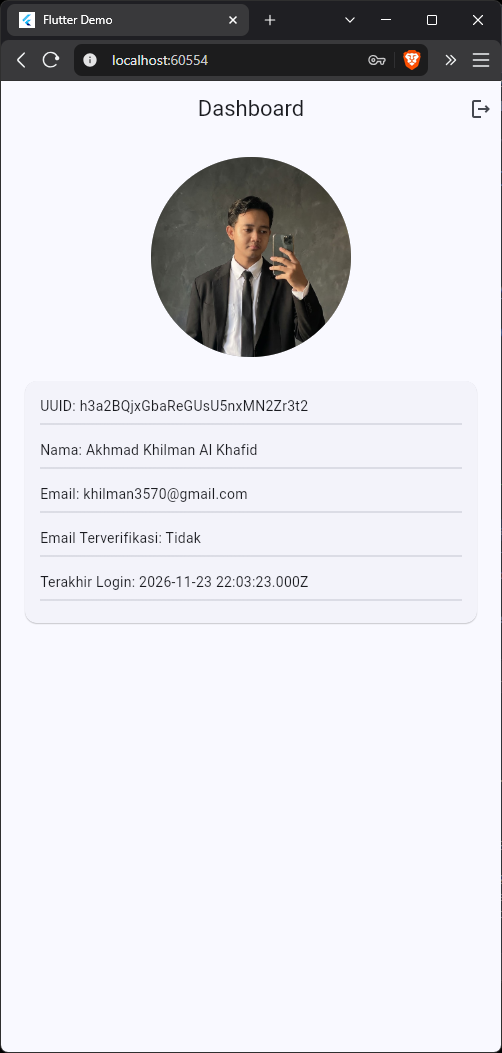 Flutter Demo
localhost:60554
Dashboard
UUID: h3a2BQjxGbaReGUsU5nxMN2Zr3t2
Nama: Akhmad Khilman Al Khafid
Email: khilman3570@gmail.com
Email Terverifikasi: Tidak
Terakhir Login: 2026-11-23 22:03:23.000Z